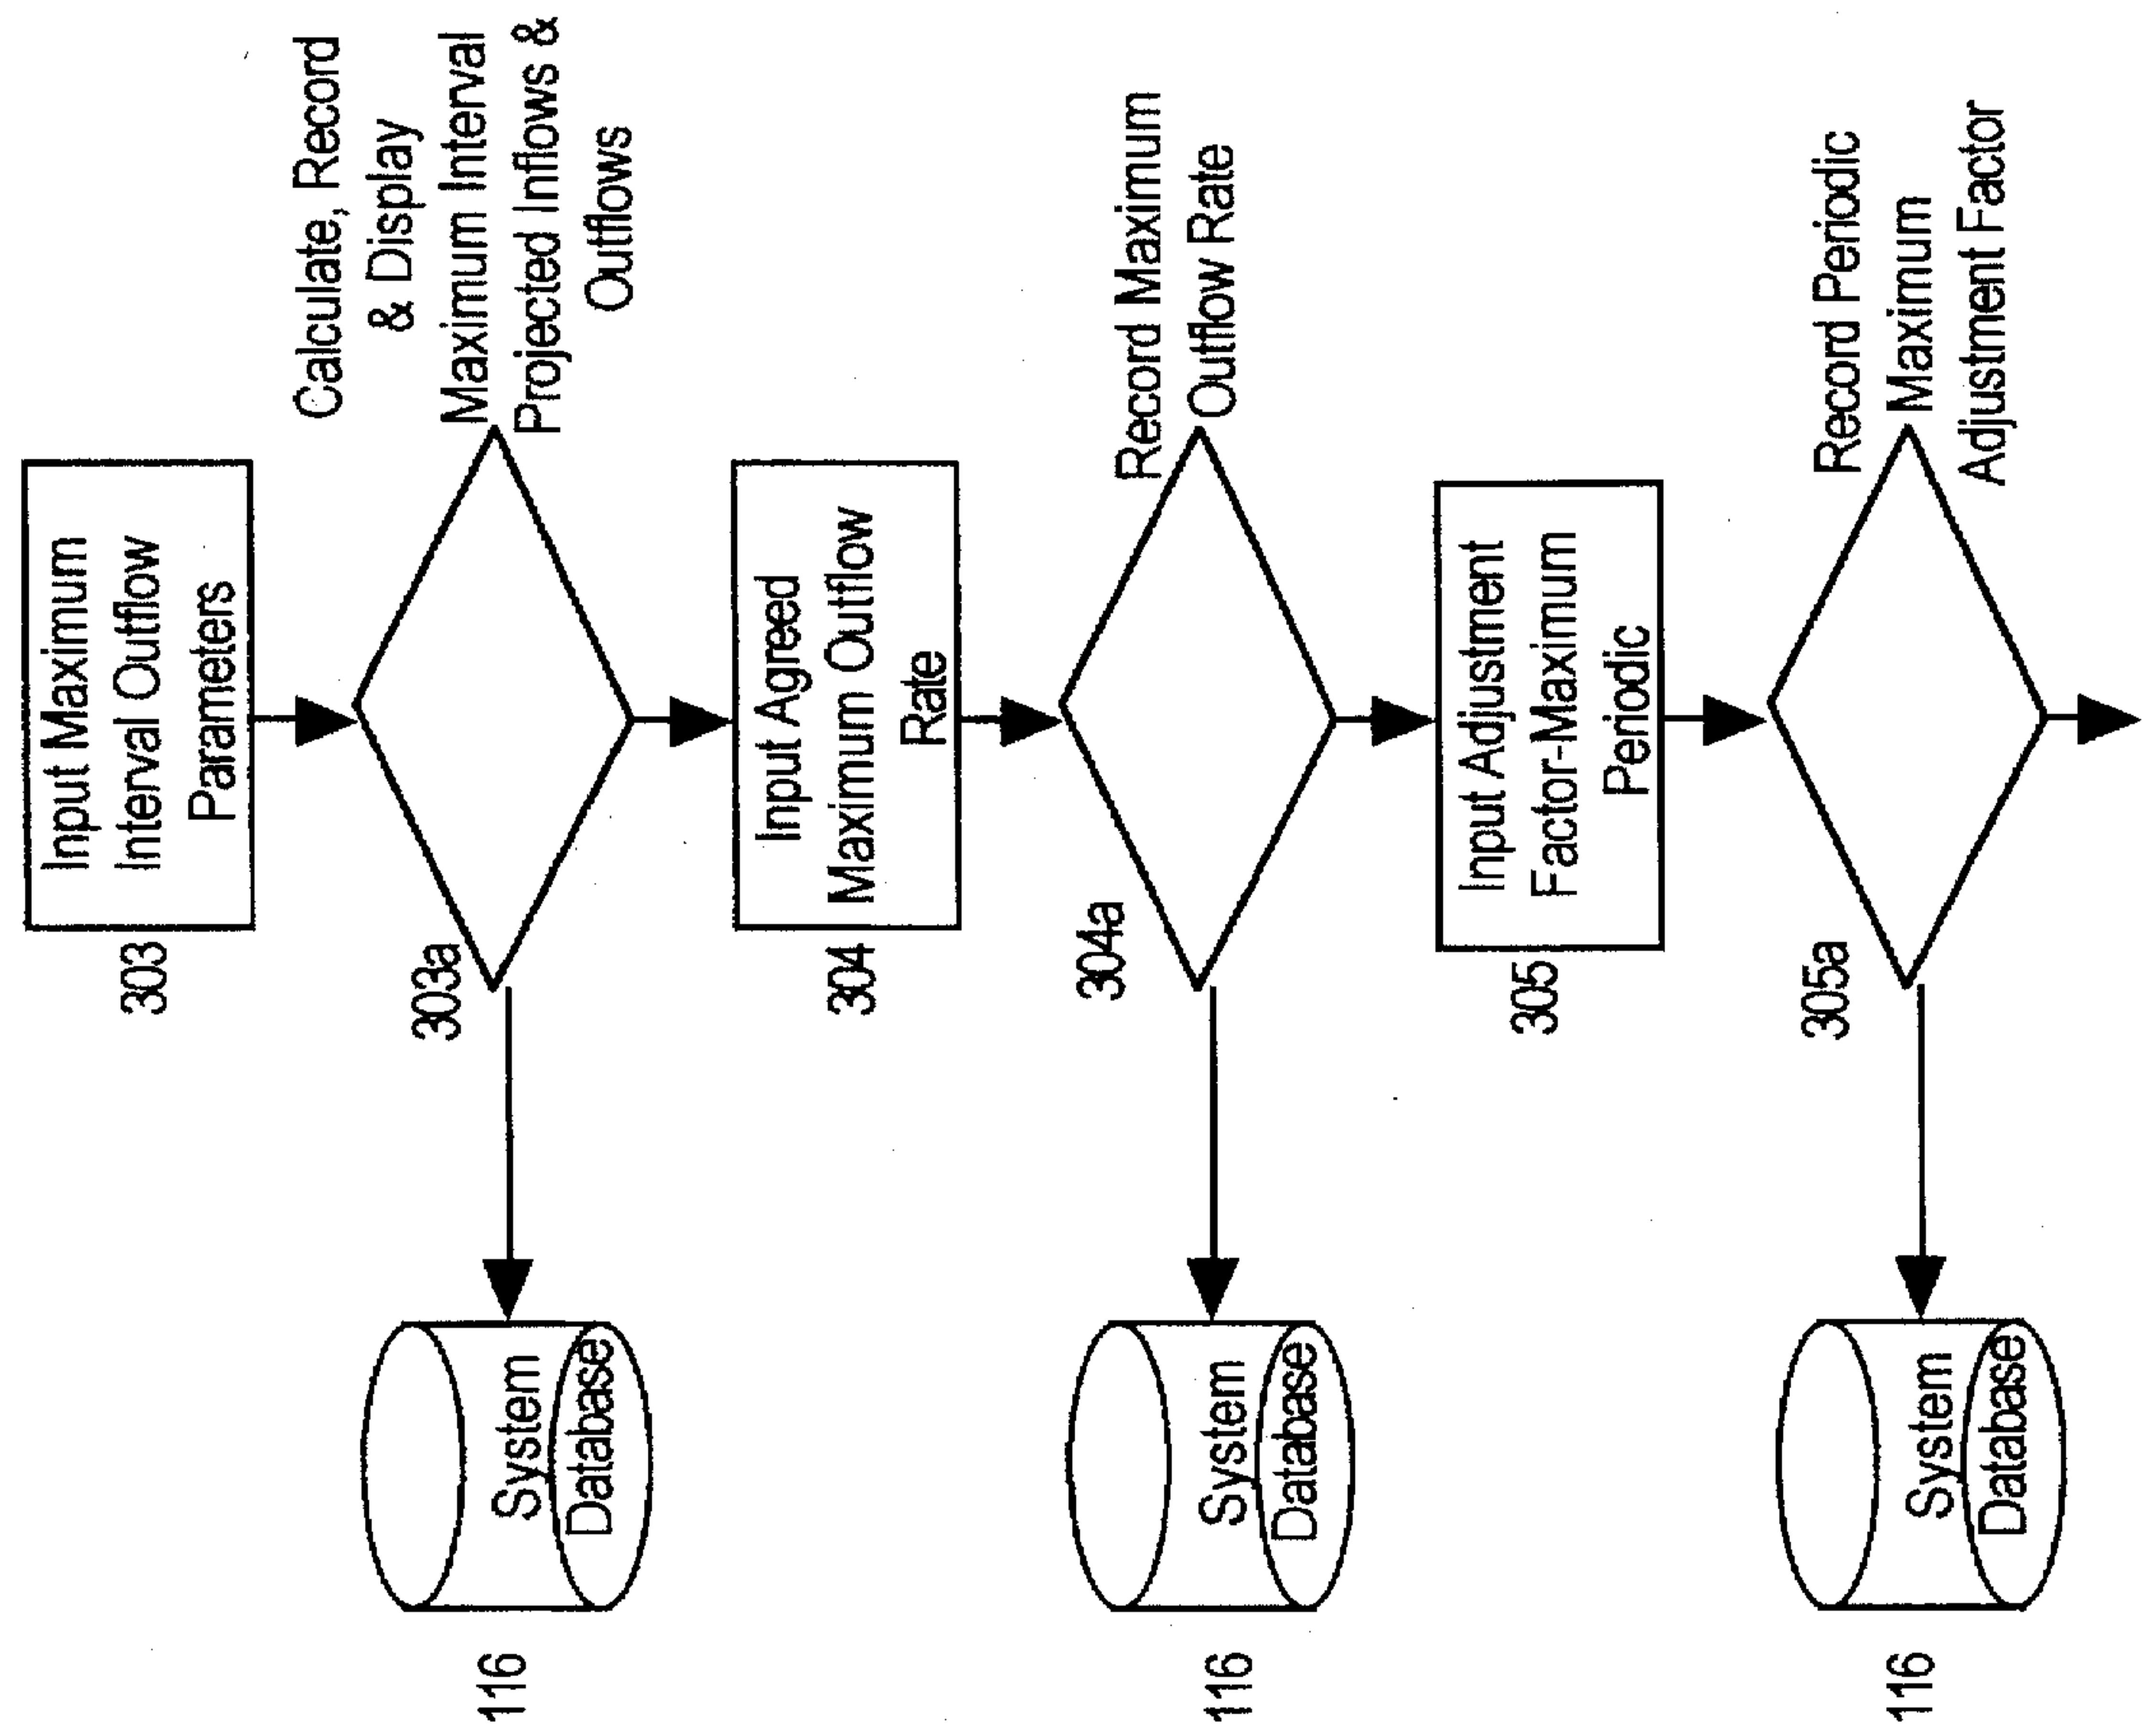 303
Input Maximum
Interval Outflow
Parameters
303a
Calculate, Record
& Display
Maximum Interval
Projected Inflows &
Outflows
116
System
Database
304
Input Agreed
Maximum Outflow
Rate
304a
Record Maximum
Outflow Rate
116
System
Database
305
Input Adjustment
Factor-Maximum
Periodic
305a
Record Periodic
Maximum
Adjustment Factor
116
System
Database